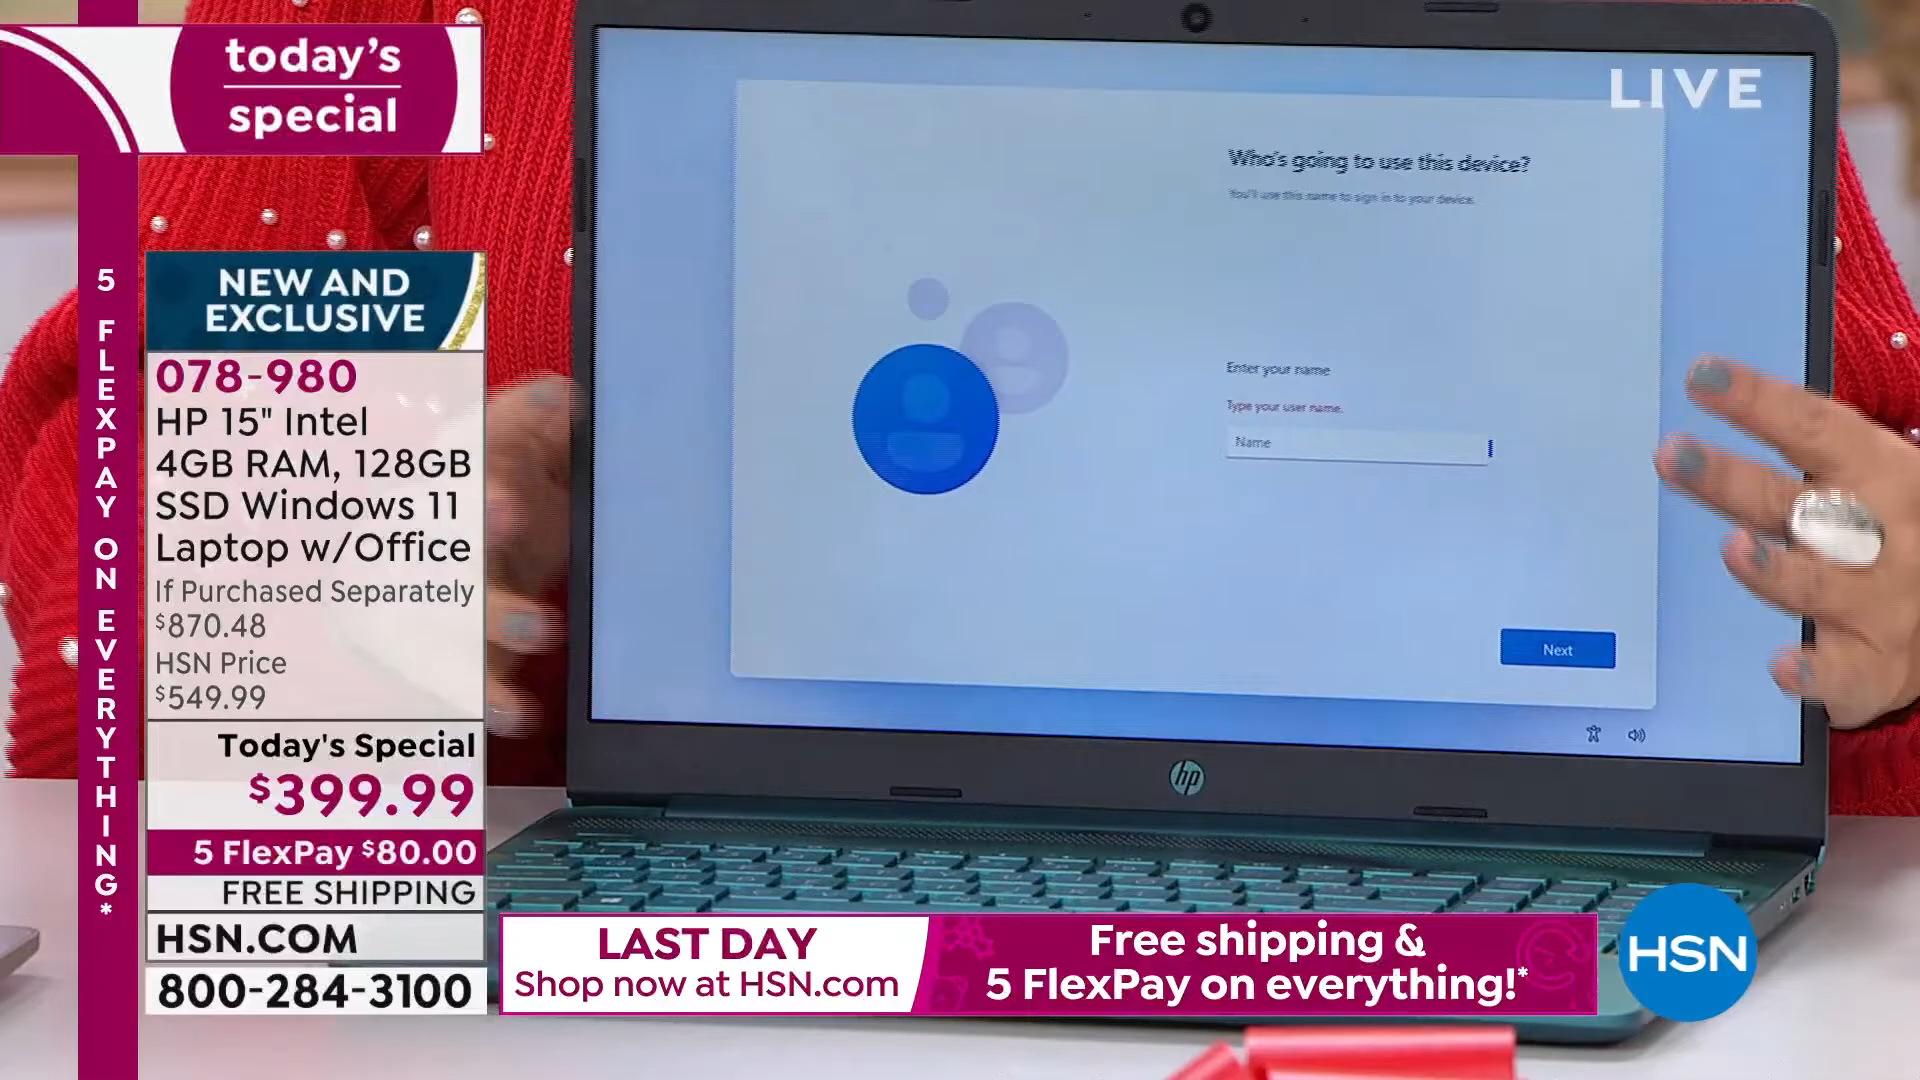 today's
special
5 FLEXPAY ON EVERYTHING*
NEW AND
EXCLUSIVE
078-980
HP 15" Intel
4GB RAM, 128GB
SSD Windows 11
Laptop w/Office
If Purchased Separately
$870.48
HSN Price
$549.99
Today's Special
$399.99
5 FlexPay $80.00
FREE SHIPPING
HSN.COM
800-284-3100
LIVE
Who's going to use this device?
You'll use this name to sign in to your device.
Enter your name
Type your user name.
Name
Next
hp
LAST DAY
Shop now at HSN.com
Free shipping &
5 FlexPay on everything!*
HSN